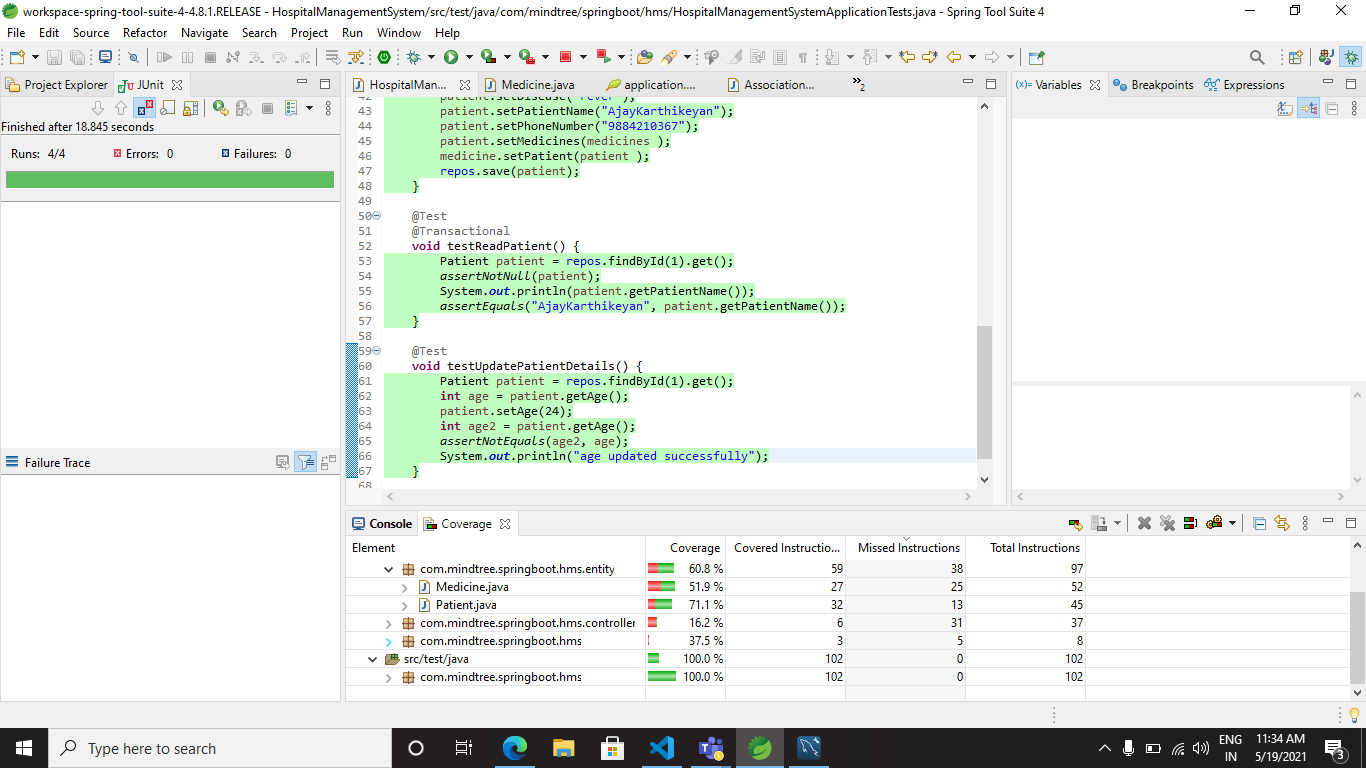 workspace-spring-tool-suite-4-4.8.1.RELEASE - HospitalManagementSystem/src/test/java/com/mindtree/springboot/hms/HospitalManagementSystemApplicationTests.java - Spring Tool Suite 4
File Edit Source Refactor Navigate Search Project Run Window Help
Project Explorer JUnit
Finished after 18.845 seconds
Runs: 4/4 Errors: 0 Failures: 0
Failure Trace
HospitalMan... Medicine.java application.... Association... »2
42 patient.setDisease("Fever");
43 patient.setPatientName("AjayKarthikeyan");
44 patient.setPhoneNumber("9884210367");
45 patient.setMedicines(medicines );
46 medicine.setPatient(patient );
47 repos.save(patient);
48 }
49
50 @Test
51 @Transactional
52 void testReadPatient() {
53 Patient patient = repos.findById(1).get();
54 assertNotNull(patient);
55 System.out.println(patient.getPatientName());
56 assertEquals("AjayKarthikeyan", patient.getPatientName());
57 }
58
59 @Test
60 void testUpdatePatientDetails() {
61 Patient patient = repos.findById(1).get();
62 int age = patient.getAge();
63 patient.setAge(24);
64 int age2 = patient.getAge();
65 assertNotEquals(age2, age);
66 System.out.println("age updated successfully");
67 }
68
(x)= Variables Breakpoints Expressions
Console Coverage
Element Coverage Covered Instructio... Missed Instructions Total Instructions
com.mindtree.springboot.hms.entity 60.8 % 59 38 97
Medicine.java 51.9 % 27 25 52
Patient.java 71.1 % 32 13 45
com.mindtree.springboot.hms.controller 16.2 % 6 31 37
com.mindtree.springboot.hms 37.5 % 3 5 8
src/test/java 100.0 % 102 0 102
com.mindtree.springboot.hms 100.0 % 102 0 102
Type here to search
ENG
IN
11:34 AM
5/19/2021
3